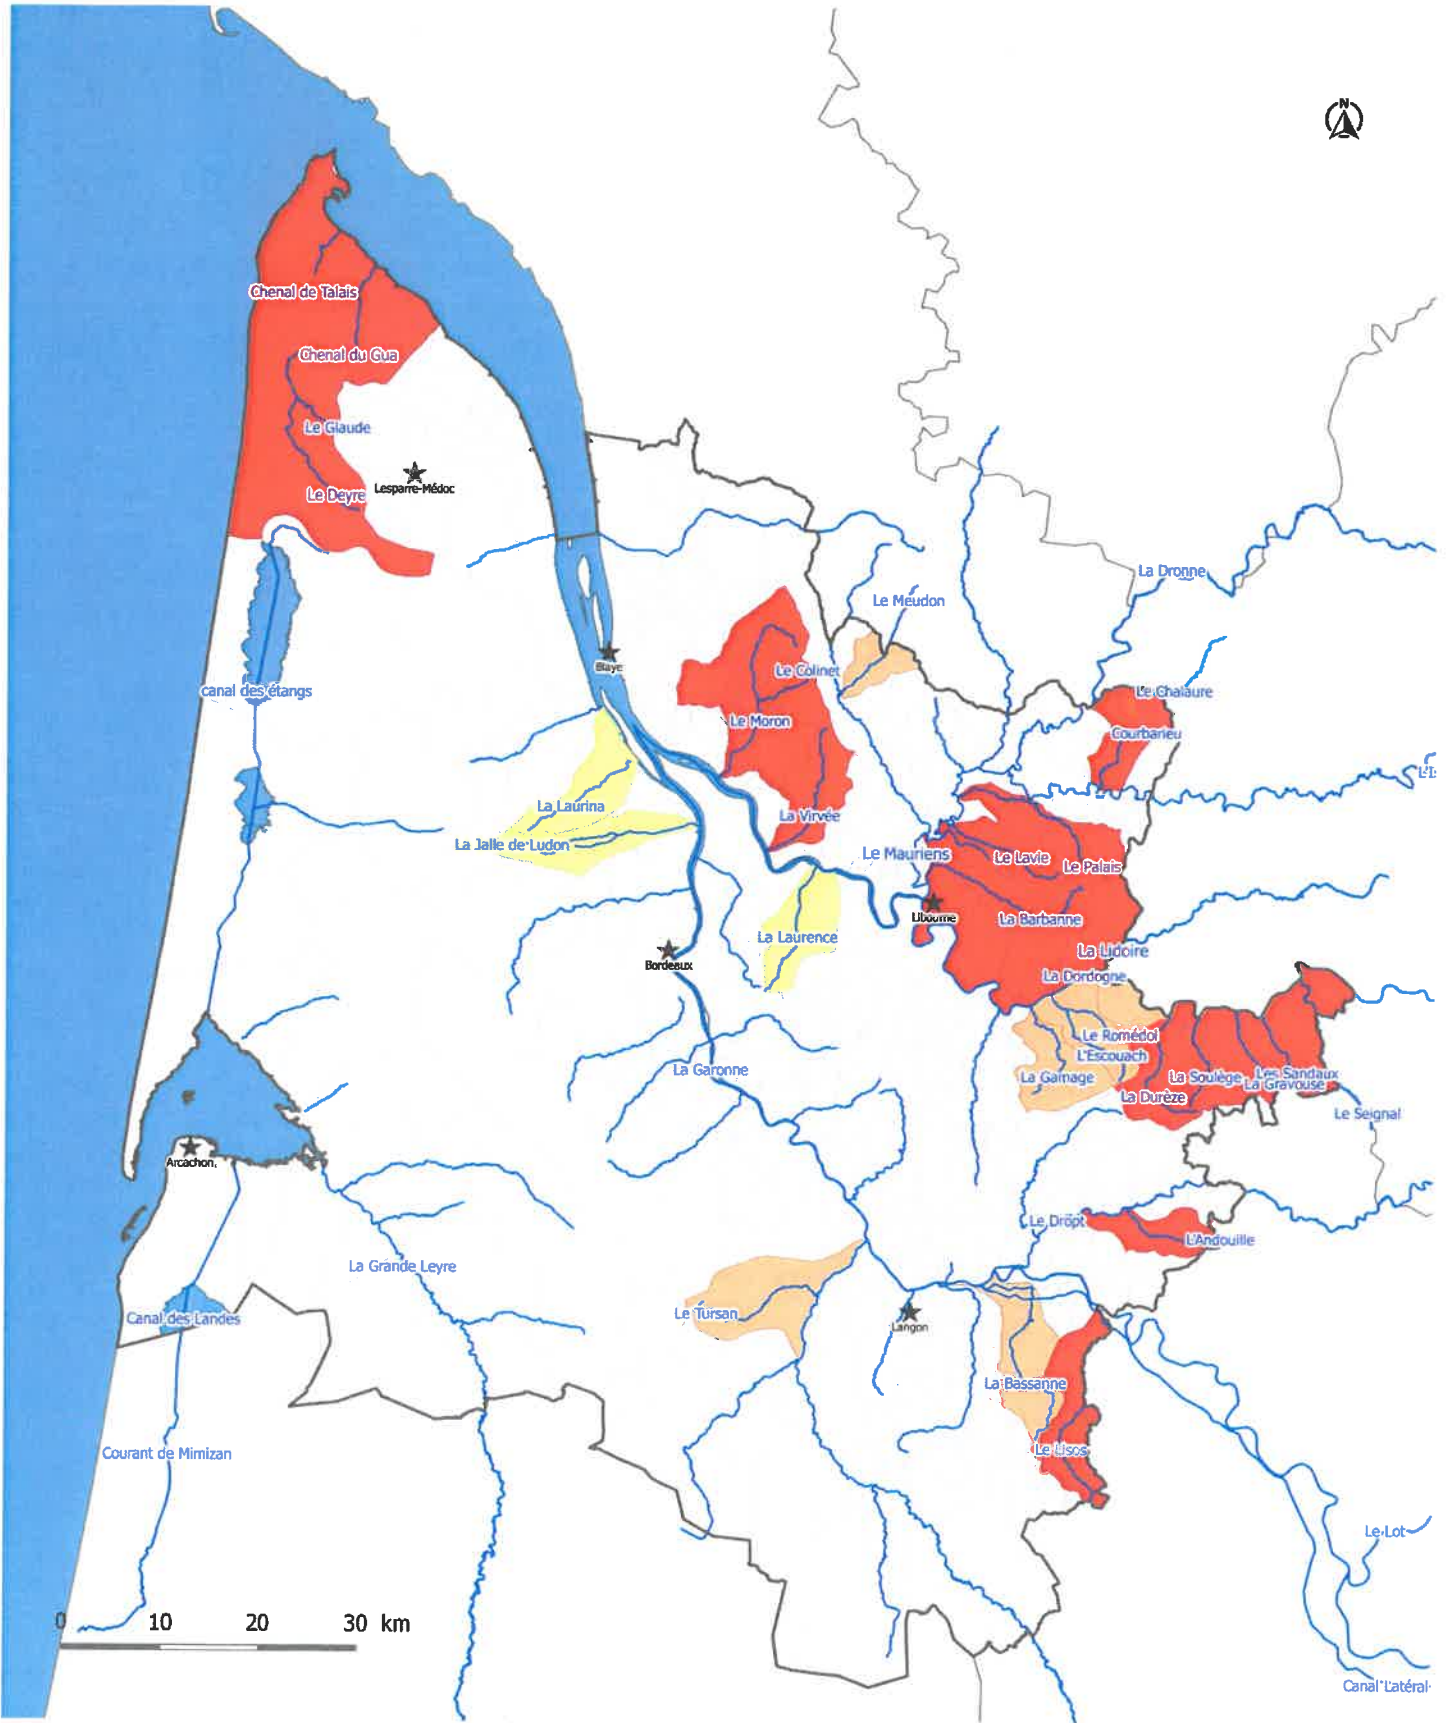 N
Chenal de Talais
Chenal du Gua
Le Glaude
Le Deyre
Lesparre-Médoc
La Dronne
Le Meudon
Blaye
Le Colinet
canal des étangs
Le Chalaure
Le Moron
Courbarieu
La Laurina
La Virvée
La Jalle de Ludon
Le Mauriens
Le Lavie
Le Palais
Libourne
La Barbanne
La Laurence
La Lidoire
Bordeaux
La Dordogne
Le Romédol
L'Escouach
La Garonne
La Gamage
La Soulège
Les Sandaux
La Gravouse
La Durèze
Le Seignal
Arcachon
Le Dropt
L'Andouille
La Grande Leyre
Le Tursan
Canal des Landes
Langon
La Bassanne
Le Lisos
Courant de Mimizan
Le Lot
0 10 20 30 km
Canal Latéral